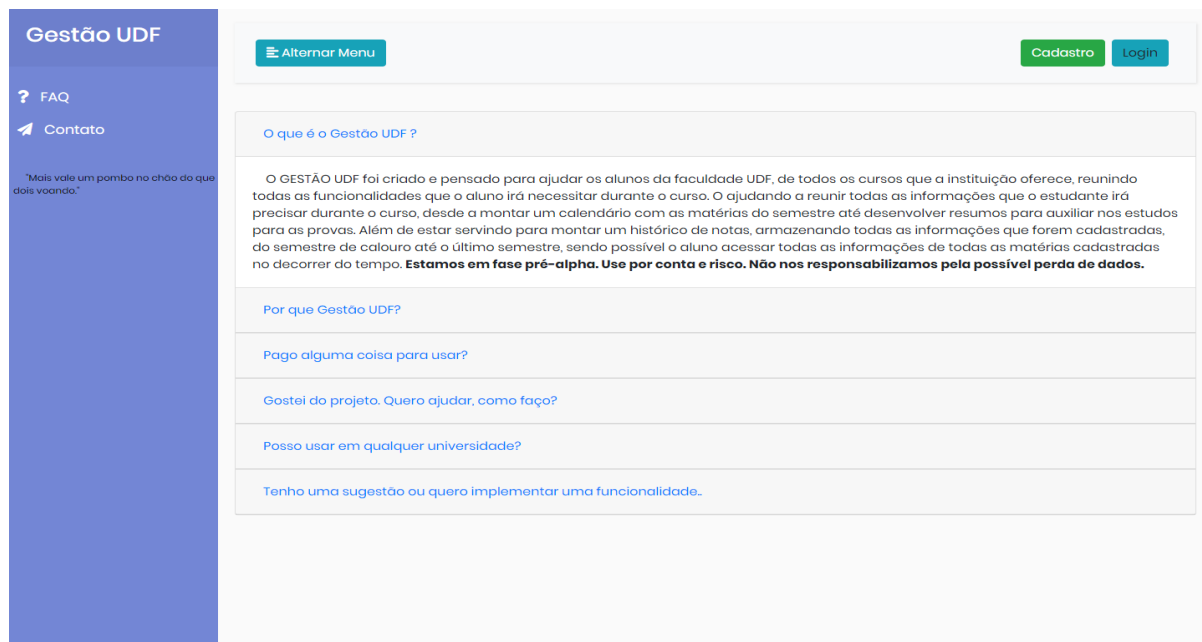 Gestão UDF
Alternar Menu
Cadastro
Login
FAQ
Contato
"Mais vale um pombo no chão do que
dois voando."
O que é o Gestão UDF ?
O GESTÃO UDF foi criado e pensado para ajudar os alunos da faculdade UDF, de todos os cursos que a instituição oferece, reunindo
todas as funcionalidades que o aluno irá necessitar durante o curso. O ajudando a reunir todas as informações que o estudante irá
precisar durante o curso, desde a montar um calendário com as matérias do semestre até desenvolver resumos para auxiliar nos estudos
para as provas. Além de estar servindo para montar um histórico de notas, armazenando todas as informações que forem cadastradas,
do semestre de calouro até o último semestre, sendo possível o aluno acessar todas as informações de todas as matérias cadastradas
no decorrer do tempo. Estamos em fase pré-alpha. Use por conta e risco. Não nos responsabilizamos pela possível perda de dados.
Por que Gestão UDF?
Pago alguma coisa para usar?
Gostei do projeto. Quero ajudar, como faço?
Posso usar em qualquer universidade?
Tenho uma sugestão ou quero implementar uma funcionalidade..